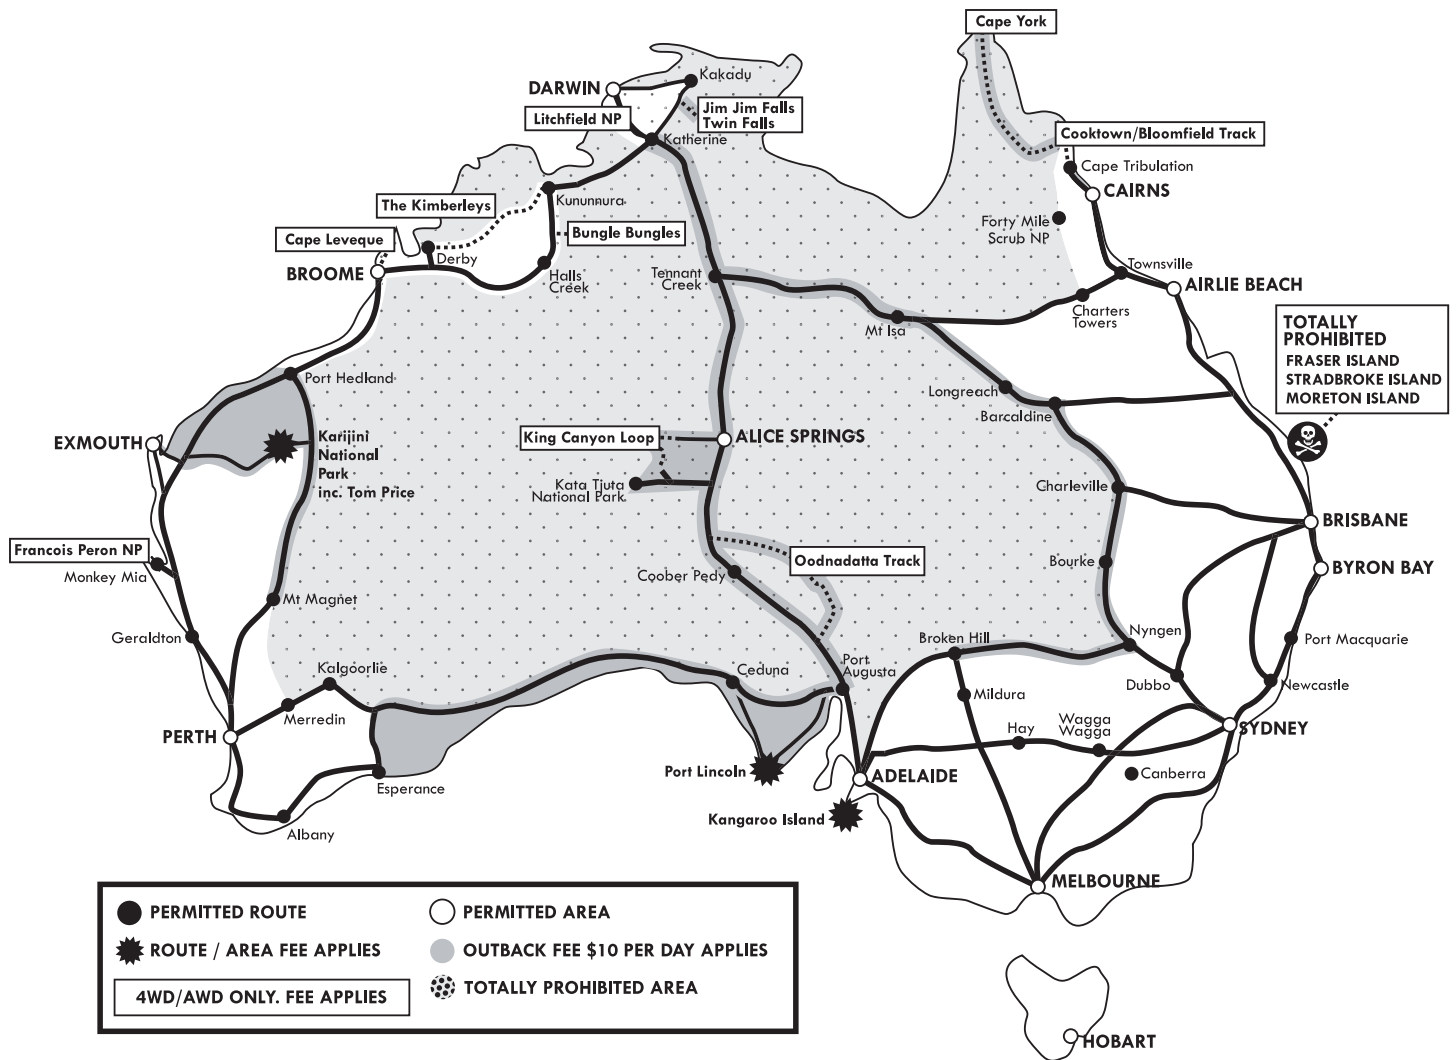 Cape York
DARWIN
Kakadu
Jim Jim Falls
Twin Falls
Litchfield NP
Katherine
Cooktown/Bloomfield Track
Cape Tribulation
CAIRNS
The Kimberleys
Kununurra
Forty Mile
Scrub NP
Cape Leveque
Bungle Bungles
BROOME
Derby
Halls
Creek
Tennant
Creek
Townsville
AIRLIE BEACH
Mt Isa
Charters
Towers
TOTALLY
PROHIBITED
FRASER ISLAND
STRADBROKE ISLAND
MORETON ISLAND
Port Hedland
Longreach
Barcaldine
EXMOUTH
Karijini
National
Park
inc. Tom Price
King Canyon Loop
ALICE SPRINGS
Kata Tjuta
National Park
Charleville
BRISBANE
Francois Peron NP
Monkey Mia
Oodnadatta Track
Coober Pedy
Bourke
BYRON BAY
Mt Magnet
Geraldton
Broken Hill
Nyngen
Port Macquarie
Kalgoorlie
Ceduna
Port
Augusta
Mildura
Dubbo
Newcastle
Merredin
PERTH
Hay
Wagga
Wagga
SYDNEY
Port Lincoln
ADELAIDE
Canberra
Esperance
Kangaroo Island
Albany
MELBOURNE
PERMITTED ROUTE
PERMITTED AREA
ROUTE / AREA FEE APPLIES
OUTBACK FEE $10 PER DAY APPLIES
4WD/AWD ONLY. FEE APPLIES
TOTALLY PROHIBITED AREA
HOBART